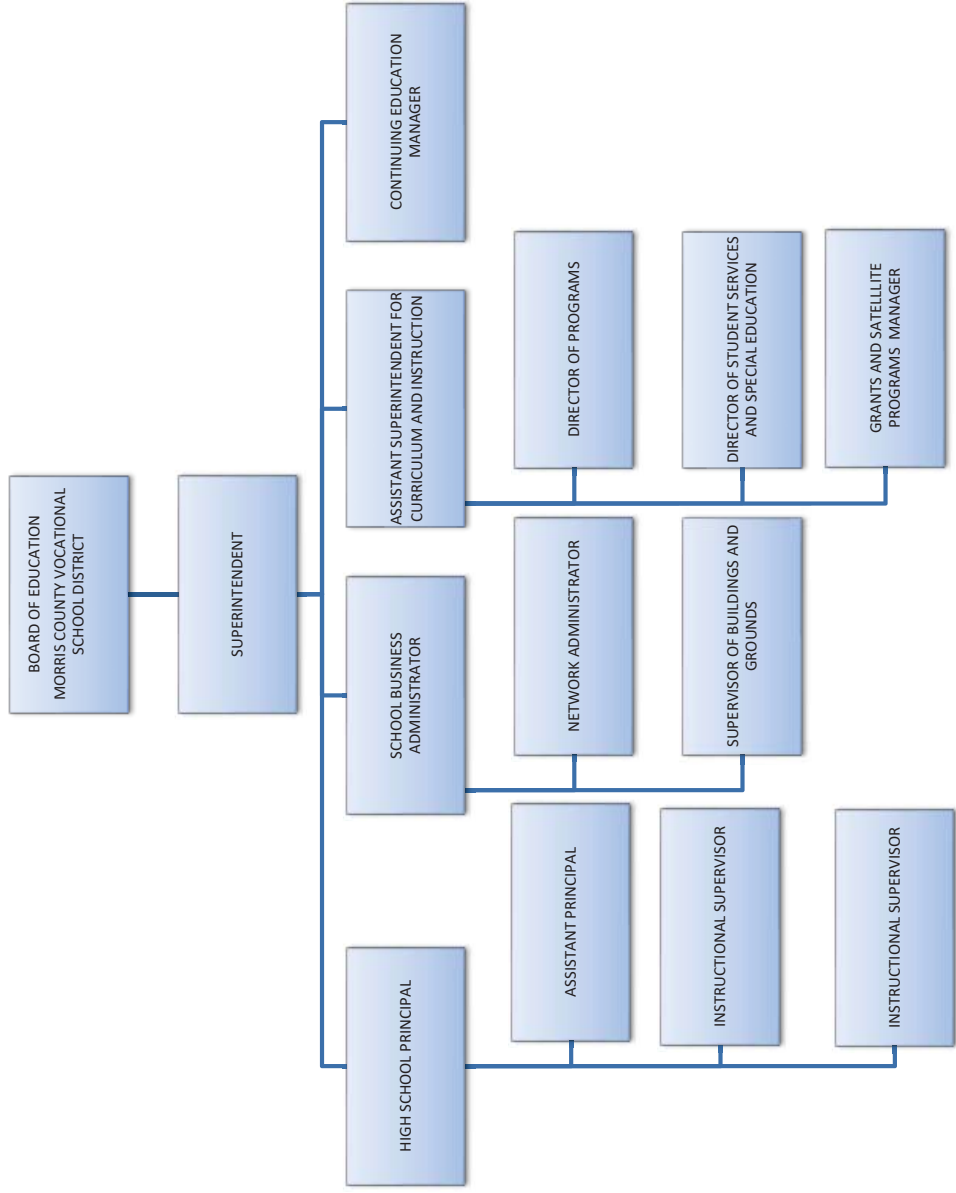 BOARD OF EDUCATION
MORRIS COUNTY VOCATIONAL
SCHOOL DISTRICT
SUPERINTENDENT
HIGH SCHOOL PRINCIPAL
SCHOOL BUSINESS
ADMINISTRATOR
ASSISTANT SUPERINTENDENT FOR
CURRICULUM AND INSTRUCTION
CONTINUING EDUCATION
MANAGER
ASSISTANT PRINCIPAL
INSTRUCTIONAL SUPERVISOR
INSTRUCTIONAL SUPERVISOR
NETWORK ADMINISTRATOR
SUPERVISOR OF BUILDINGS AND
GROUNDS
DIRECTOR OF PROGRAMS
DIRECTOR OF STUDENT SERVICES
AND SPECIAL EDUCATION
GRANTS AND SATELLLITE
PROGRAMS MANAGER